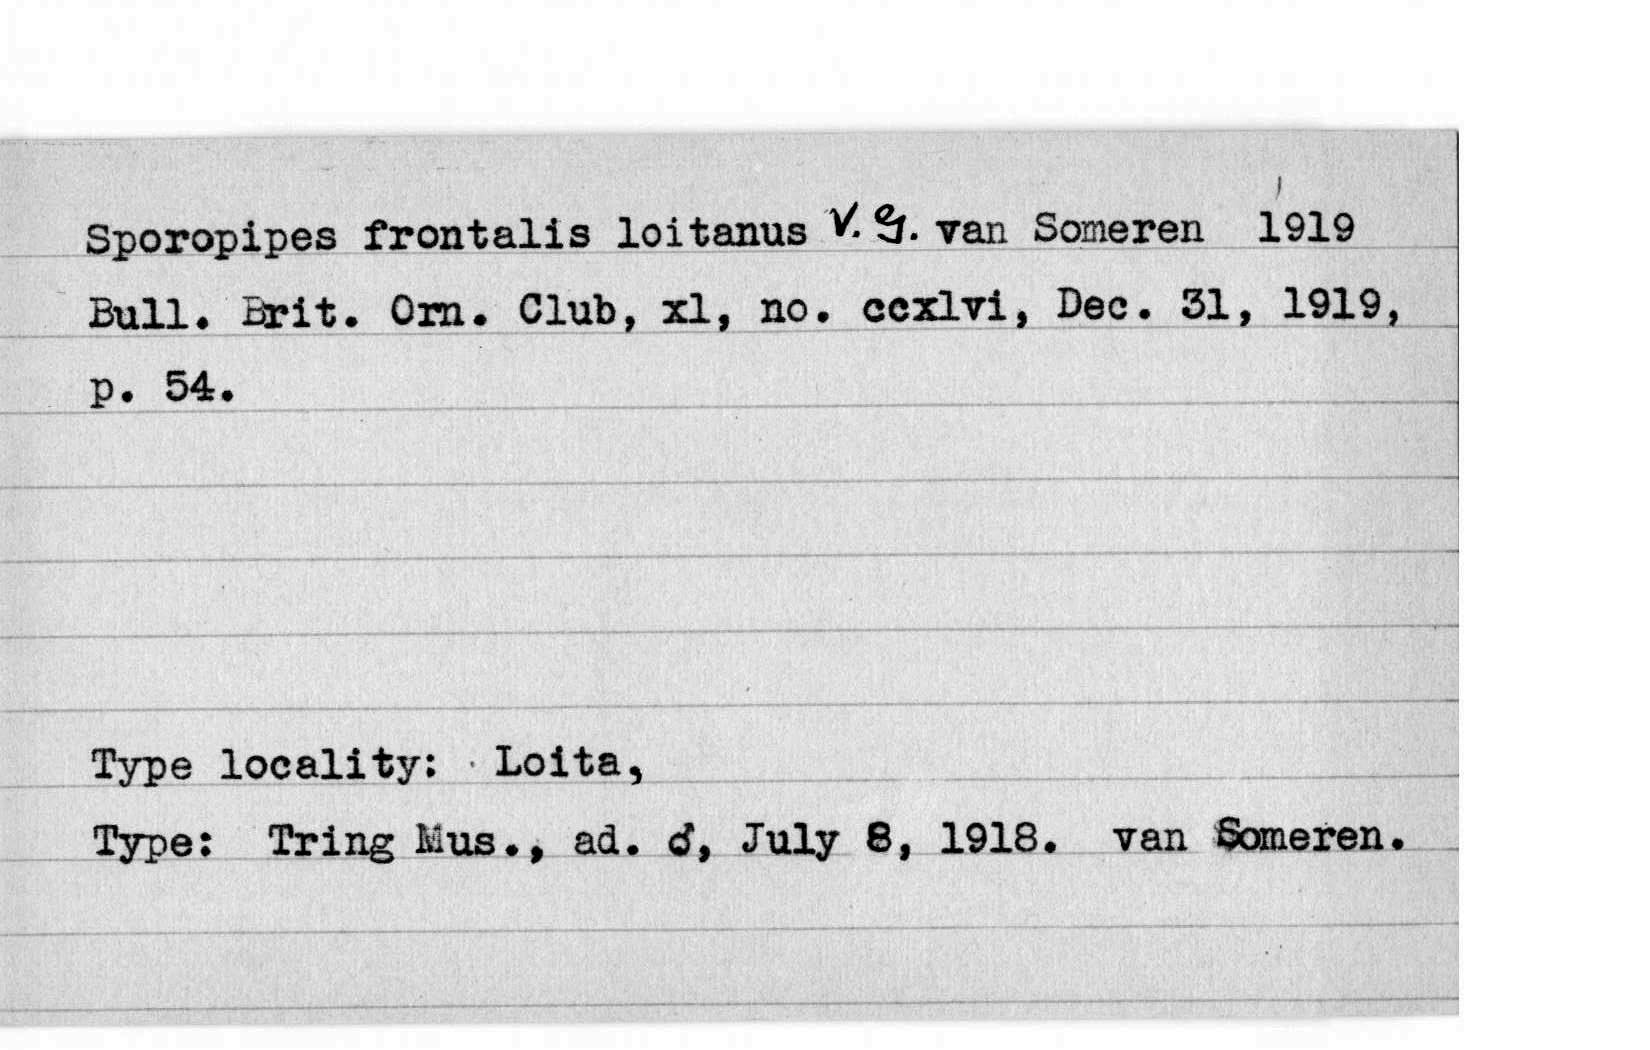 Sporopipes frontalis loitanus V. G. van Someren 1919
Bull. Brit. Orn. Club, xl, no. ccxlvi, Dec. 31, 1919,
p. 54.
Type locality: Loita,
Type: Tring Mus., ad. ♂, July 8, 1918. van Someren.